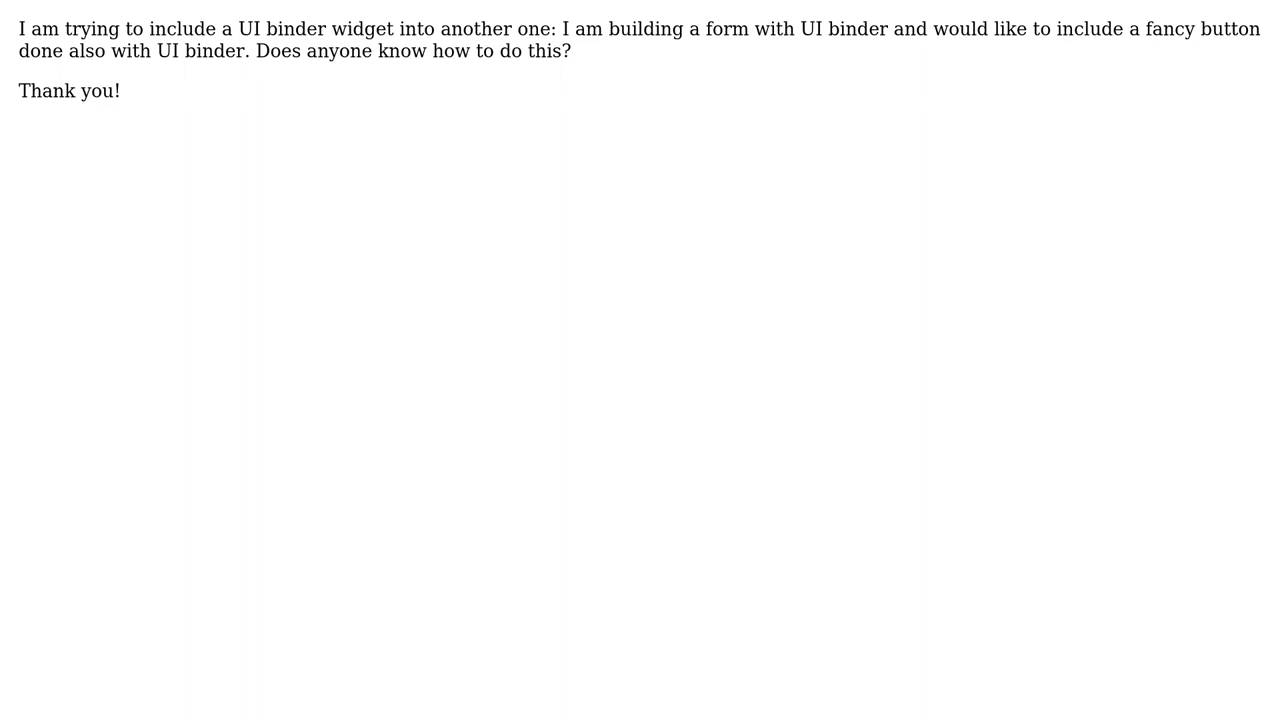 I am trying to include a UI binder widget into another one: I am building a form with UI binder and would like to include a fancy button
done also with UI binder. Does anyone know how to do this?
Thank you!